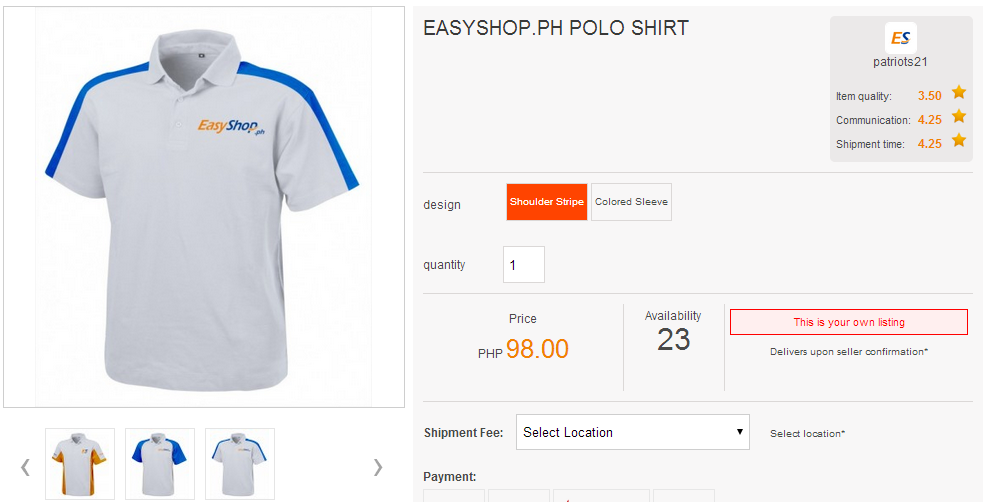 EasyShop.ph
EASYSHOP.PH POLO SHIRT
ES
patriots21
Item quality: 3.50
Communication: 4.25
Shipment time: 4.25
design
Shoulder Stripe
Colored Sleeve
quantity
1
Price
PHP 98.00
Availability
23
This is your own listing
Delivers upon seller confirmation*
Shipment Fee:
Select Location
Select location*
Payment: